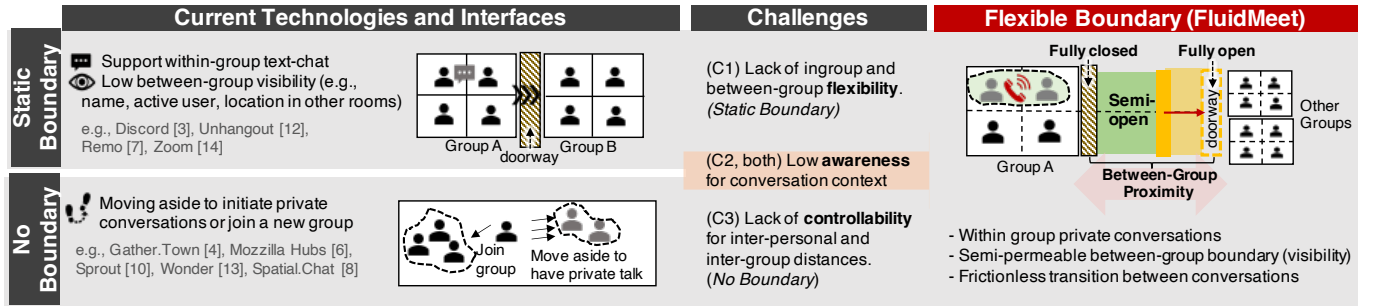 Current Technologies and Interfaces
Challenges
Flexible Boundary (FluidMeet)
Static
Boundary
Support within-group text-chat
Low between-group visibility (e.g.,
name, active user, location in other rooms)
e.g., Discord [3], Unhangout [12],
Remo [7], Zoom [14]
Group A
doorway
Group B
(C1) Lack of ingroup and
between-group flexibility.
(Static Boundary)
(C2, both) Low awareness
for conversation context
(C3) Lack of controllability
for inter-personal and
inter-group distances.
(No Boundary)
Fully closed
Fully open
Semi-
open
doorway
Other
Groups
Group A
Between-Group
Proximity
- Within group private conversations
- Semi-permeable between-group boundary (visibility)
- Frictionless transition between conversations
No
Boundary
Moving aside to initiate private
conversations or join a new group
e.g., Gather.Town [4], Mozzilla Hubs [6],
Sprout [10], Wonder [13], Spatial.Chat [8]
Join
group
Move aside to
have private talk